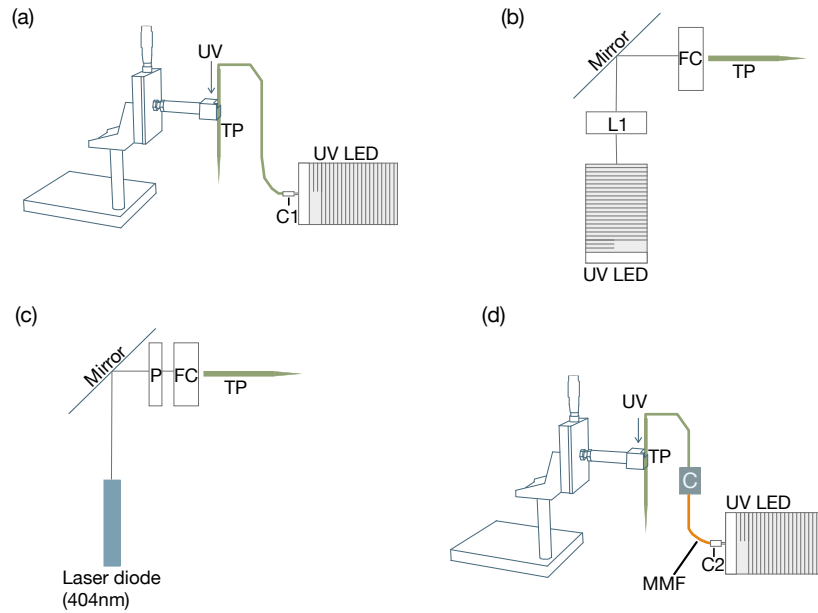 (a)
UV
TP
UV LED
C1
(b)
Mirror
FC
TP
L1
UV LED
(c)
Mirror
P
FC
TP
Laser diode
(404nm)
(d)
UV
TP
C
UV LED
C2
MMF